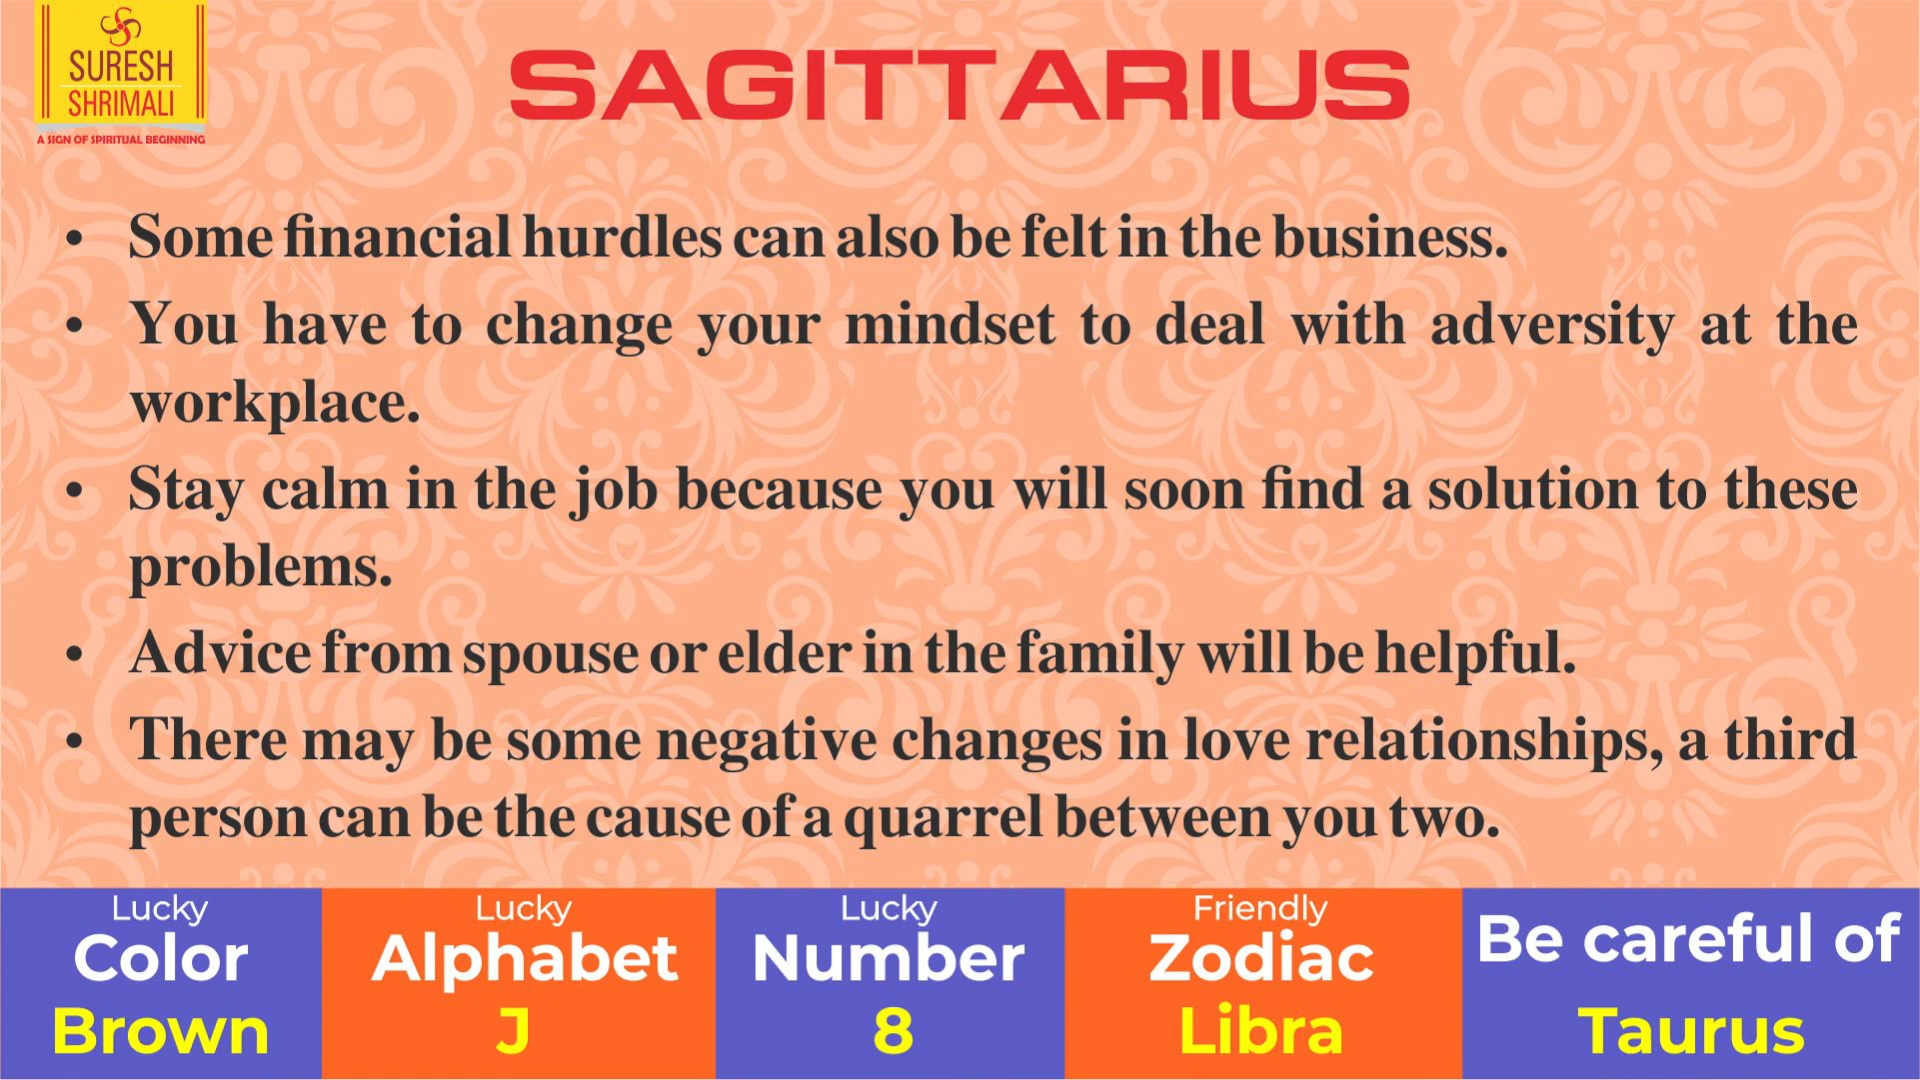 SURESH
SHRIMALI
A SIGN OF SPIRITUAL BEGINNING
SAGITTARIUS
• Some financial hurdles can also be felt in the business.
• You have to change your mindset to deal with adversity at the
workplace.
• Stay calm in the job because you will soon find a solution to these
problems.
• Advice from spouse or elder in the family will be helpful.
• There may be some negative changes in love relationships, a third
person can be the cause of a quarrel between you two.
Lucky
Color
Brown
Lucky
Alphabet
J
Lucky
Number
8
Friendly
Zodiac
Libra
Be careful of
Taurus